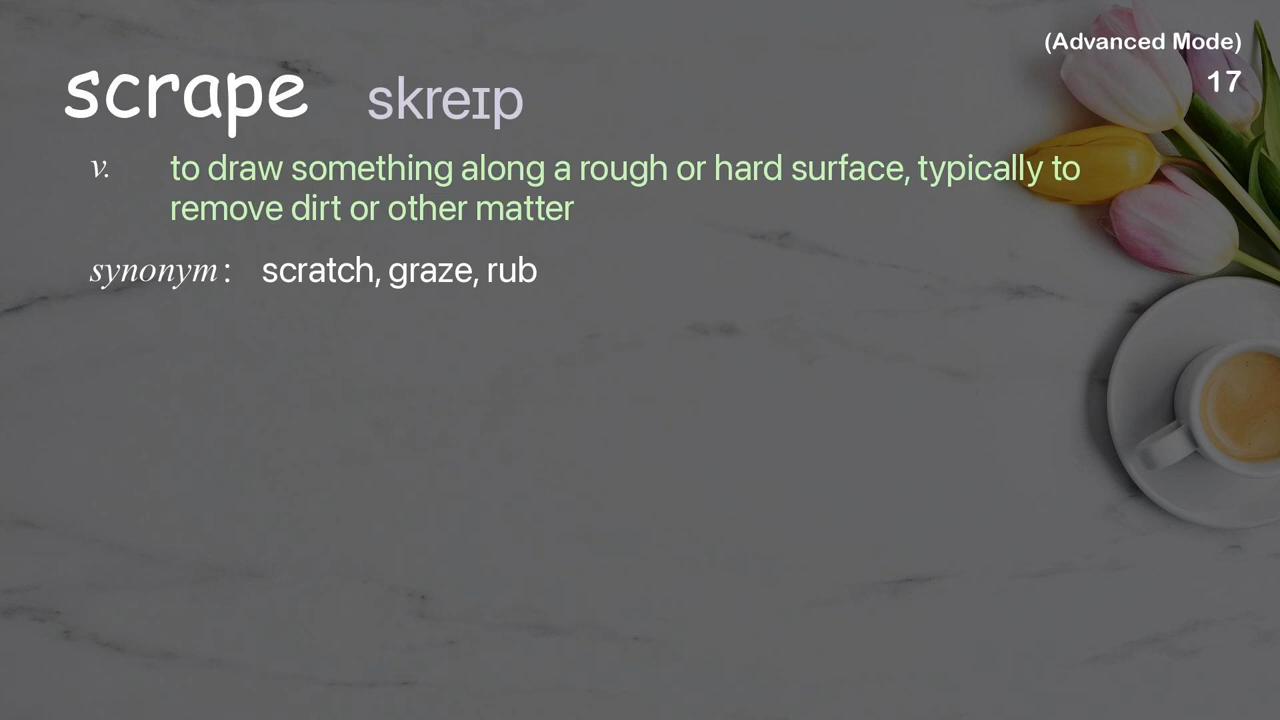 (Advanced Mode)
17
scrape skreɪp
v. to draw something along a rough or hard surface, typically to
remove dirt or other matter
synonym: scratch, graze, rub